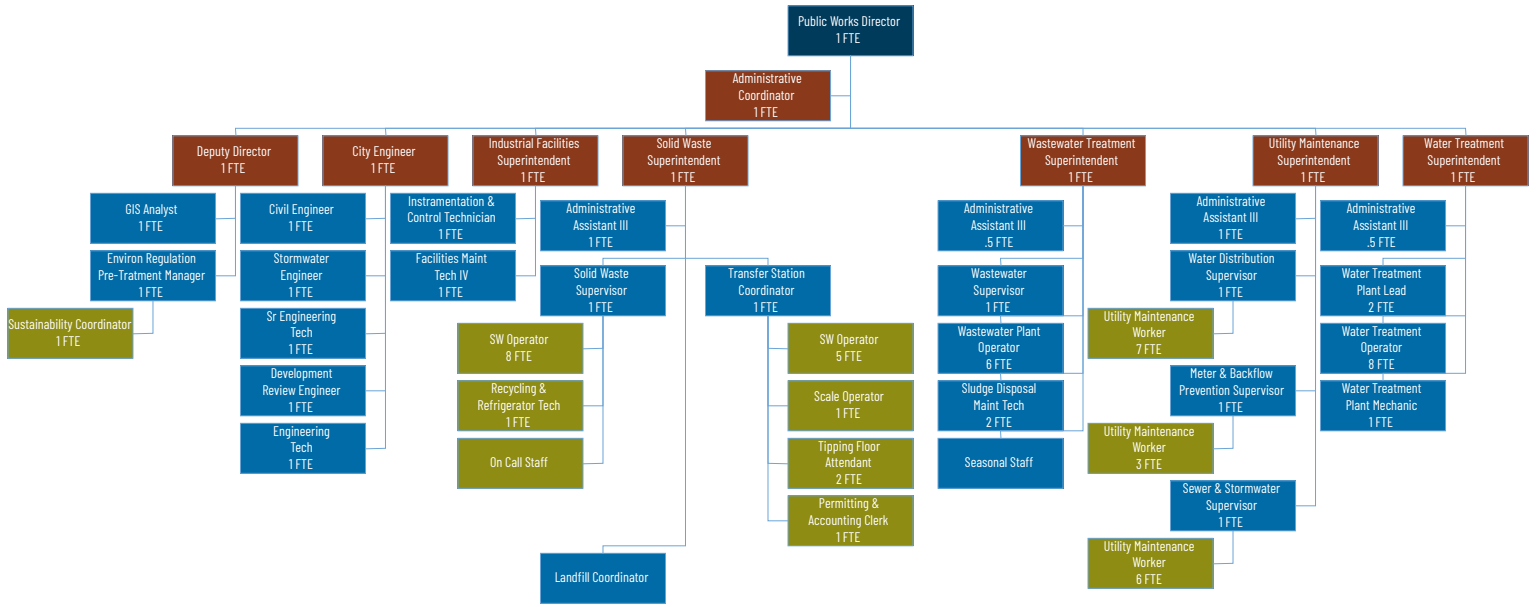 Public Works Director
1 FTE
Administrative
Coordinator
1 FTE
Deputy Director
1 FTE
City Engineer
1 FTE
Industrial Facilities
Superintendent
1 FTE
Solid Waste
Superintendent
1 FTE
Wastewater Treatment
Superintendent
1 FTE
Utility Maintenance
Superintendent
1 FTE
Water Treatment
Superintendent
1 FTE
GIS Analyst
1 FTE
Environ Regulation
Pre-Tratment Manager
1 FTE
Sustainability Coordinator
1 FTE
Civil Engineer
1 FTE
Stormwater
Engineer
1 FTE
Sr Engineering
Tech
1 FTE
Development
Review Engineer
1 FTE
Engineering
Tech
1 FTE
Instramentation &
Control Technician
1 FTE
Facilities Maint
Tech IV
1 FTE
Administrative
Assistant III
1 FTE
Solid Waste
Supervisor
1 FTE
SW Operator
8 FTE
Recycling &
Refrigerator Tech
1 FTE
On Call Staff
Transfer Station
Coordinator
1 FTE
SW Operator
5 FTE
Scale Operator
1 FTE
Tipping Floor
Attendant
2 FTE
Permitting &
Accounting Clerk
1 FTE
Landfill Coordinator
Administrative
Assistant III
.5 FTE
Wastewater
Supervisor
1 FTE
Wastewater Plant
Operator
6 FTE
Sludge Disposal
Maint Tech
2 FTE
Seasonal Staff
Administrative
Assistant III
1 FTE
Water Distribution
Supervisor
1 FTE
Utility Maintenance
Worker
7 FTE
Meter & Backflow
Prevention Supervisor
1 FTE
Utility Maintenance
Worker
3 FTE
Sewer & Stormwater
Supervisor
1 FTE
Utility Maintenance
Worker
6 FTE
Administrative
Assistant III
.5 FTE
Water Treatment
Plant Lead
2 FTE
Water Treatment
Operator
8 FTE
Water Treatment
Plant Mechanic
1 FTE